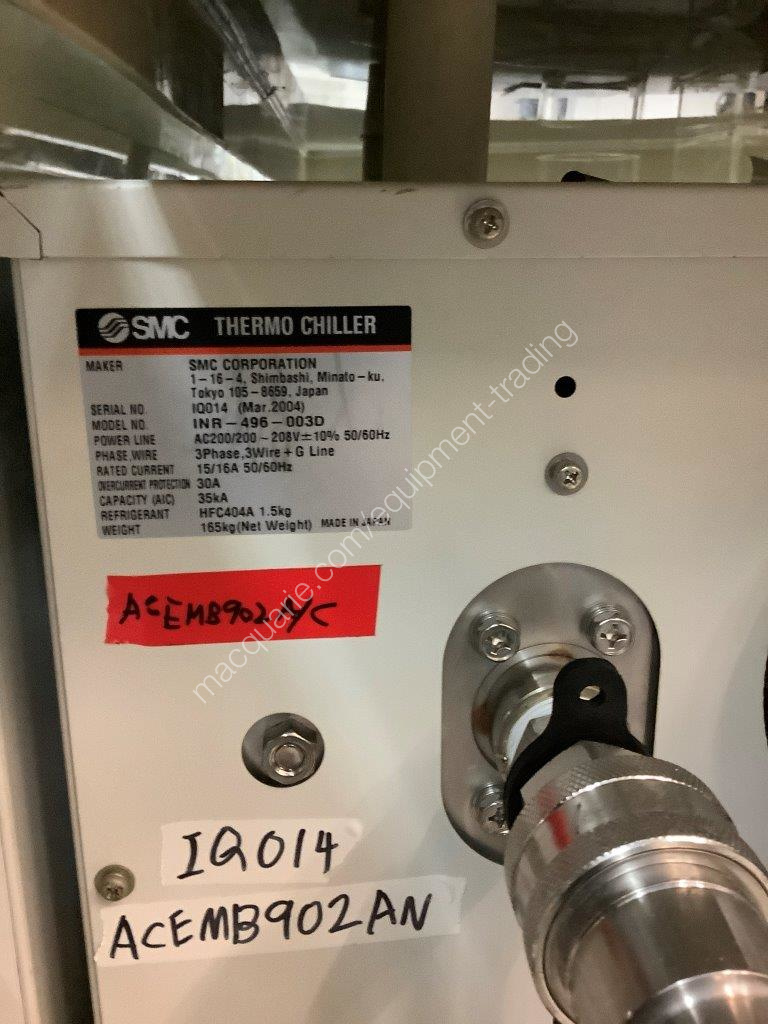 SMC THERMO CHILLER
MAKER SMC CORPORATION
1-16-4, Shimbashi, Minato-ku,
Tokyo 105-8659, Japan
SERIAL NO. IQ014 (Mar.2004)
MODEL NO. INR-496-003D
POWER LINE AC200/200~208V±10% 50/60Hz
PHASE,WIRE 3Phase,3Wire+G Line
RATED CURRENT 15/16A 50/60Hz
OVERCURRENT PROTECTION 30A
CAPACITY (AIC) 35kA
REFRIGERANT HFC404A 1.5kg
WEIGHT 165kg(Net Weight) MADE IN JAPAN
macquarie.com/equipment-trading
IQ014
ACEMB902AN